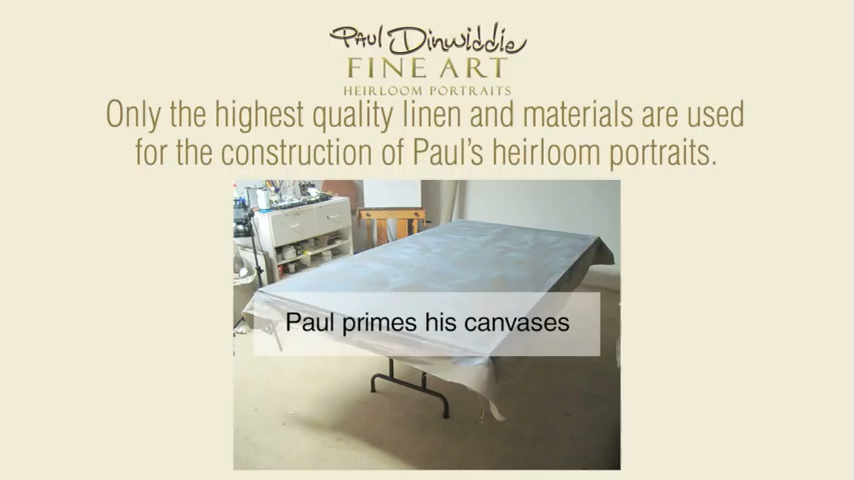 Paul Dinwiddie
FINE ART
HEIRLOOM PORTRAITS
Only the highest quality linen and materials are used
for the construction of Paul's heirloom portraits.
Paul primes his canvases